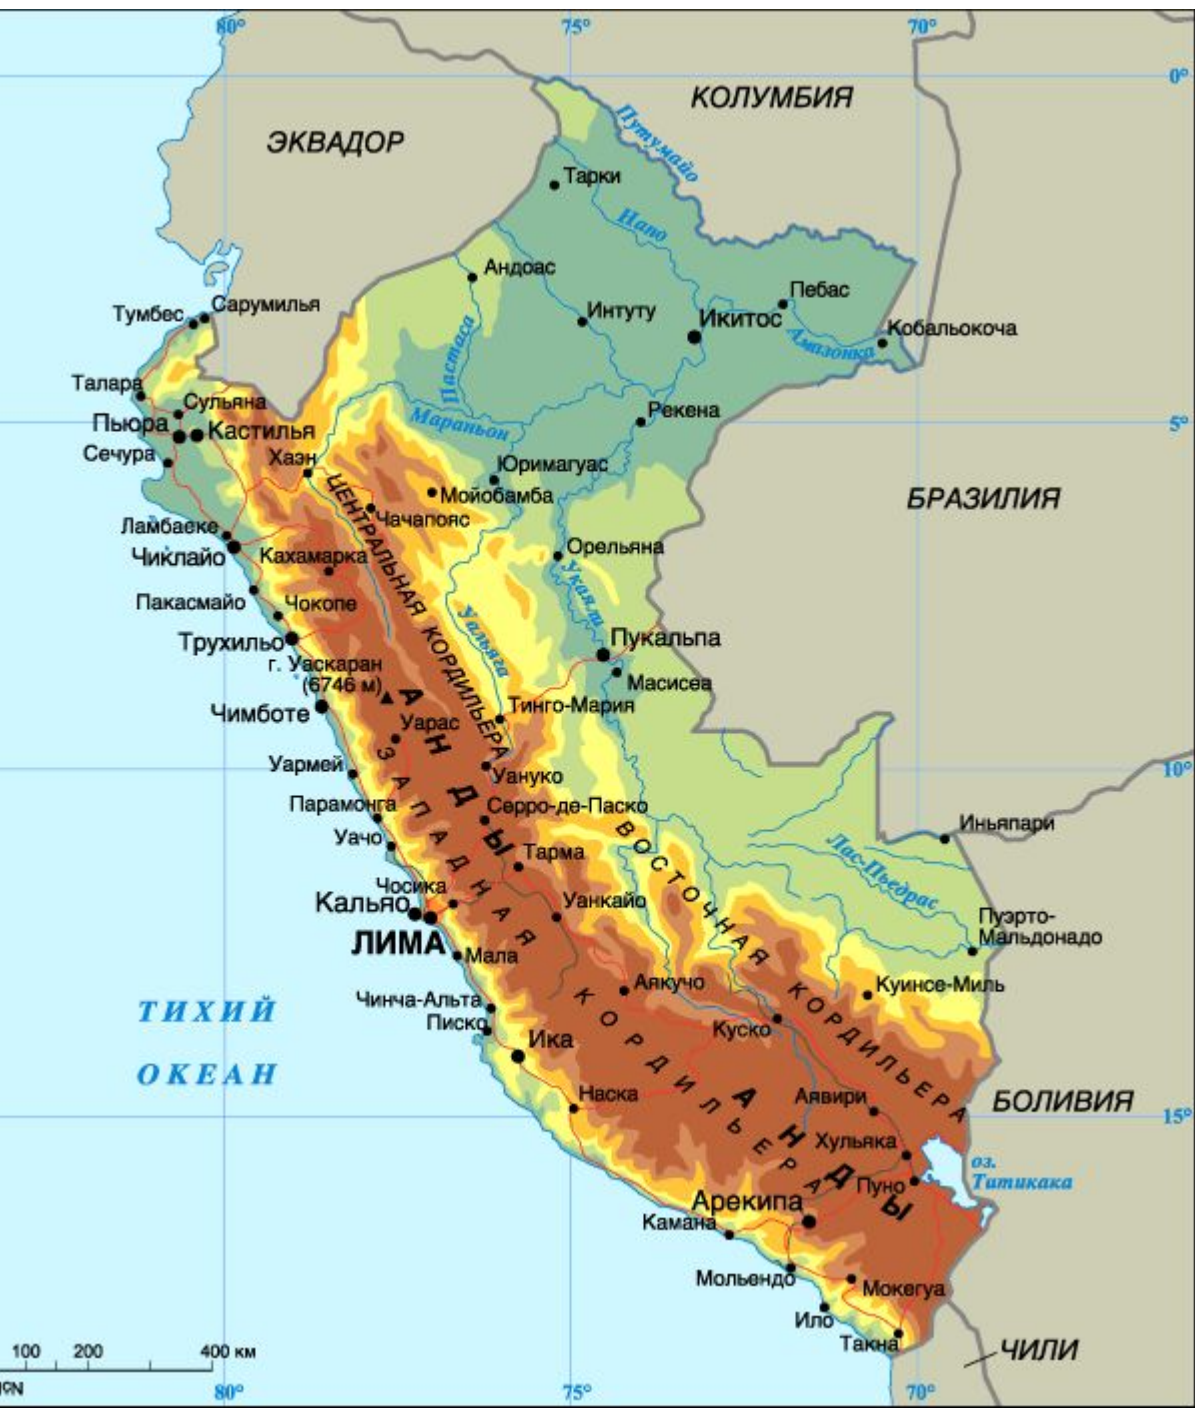 80°
75°
70°
0°
КОЛУМБИЯ
ЭКВАДОР
Путумайо
Тарки
Напо
Андоас
Пебас
Сарумилья
Тумбес
Интуту
Икитос
Кобальокоча
Амазонка
Пастаса
Талара
Сульяна
Мараньон
Рекена
5°
Пьюра
Кастилья
Сечура
Хаэн
Юримагуас
Мойобамба
БРАЗИЛИЯ
Чачапояс
Ламбаеке
Чиклайо
Кахамарка
Орельяна
Укаяли
Пакасмайо
Чокопе
Уальяга
Трухильо
Пукальпа
г. Уаскаран
(6746 м)
Масисеа
ЦЕНТРАЛЬНАЯ КОРДИЛЬЕРА
Чимботе
Тинго-Мария
Уарас
АНДЫ
Уармей
Уануко
10°
Парамонга
Серро-де-Паско
Уачо
Иньяпари
Тарма
Лас-Пьедрас
Чосика
Кальяо
Уанкайо
Пуэрто-
Мальдонадо
ЛИМА
Мала
ЗАПАДНАЯ КОРДИЛЬЕРА
ВОСТОЧНАЯ КОРДИЛЬЕРА
Аякучо
Куинсе-Миль
Чинча-Альта
ТИХИЙ
Писко
Куско
Ика
ОКЕАН
Наска
Аявири
БОЛИВИЯ
15°
АНДЫ
Хульяка
оз.
Титикака
Пуно
Арекипа
Камана
Мольендо
Мокегуа
Ило
Такна
ЧИЛИ
100 200 400 км
80°
75°
70°